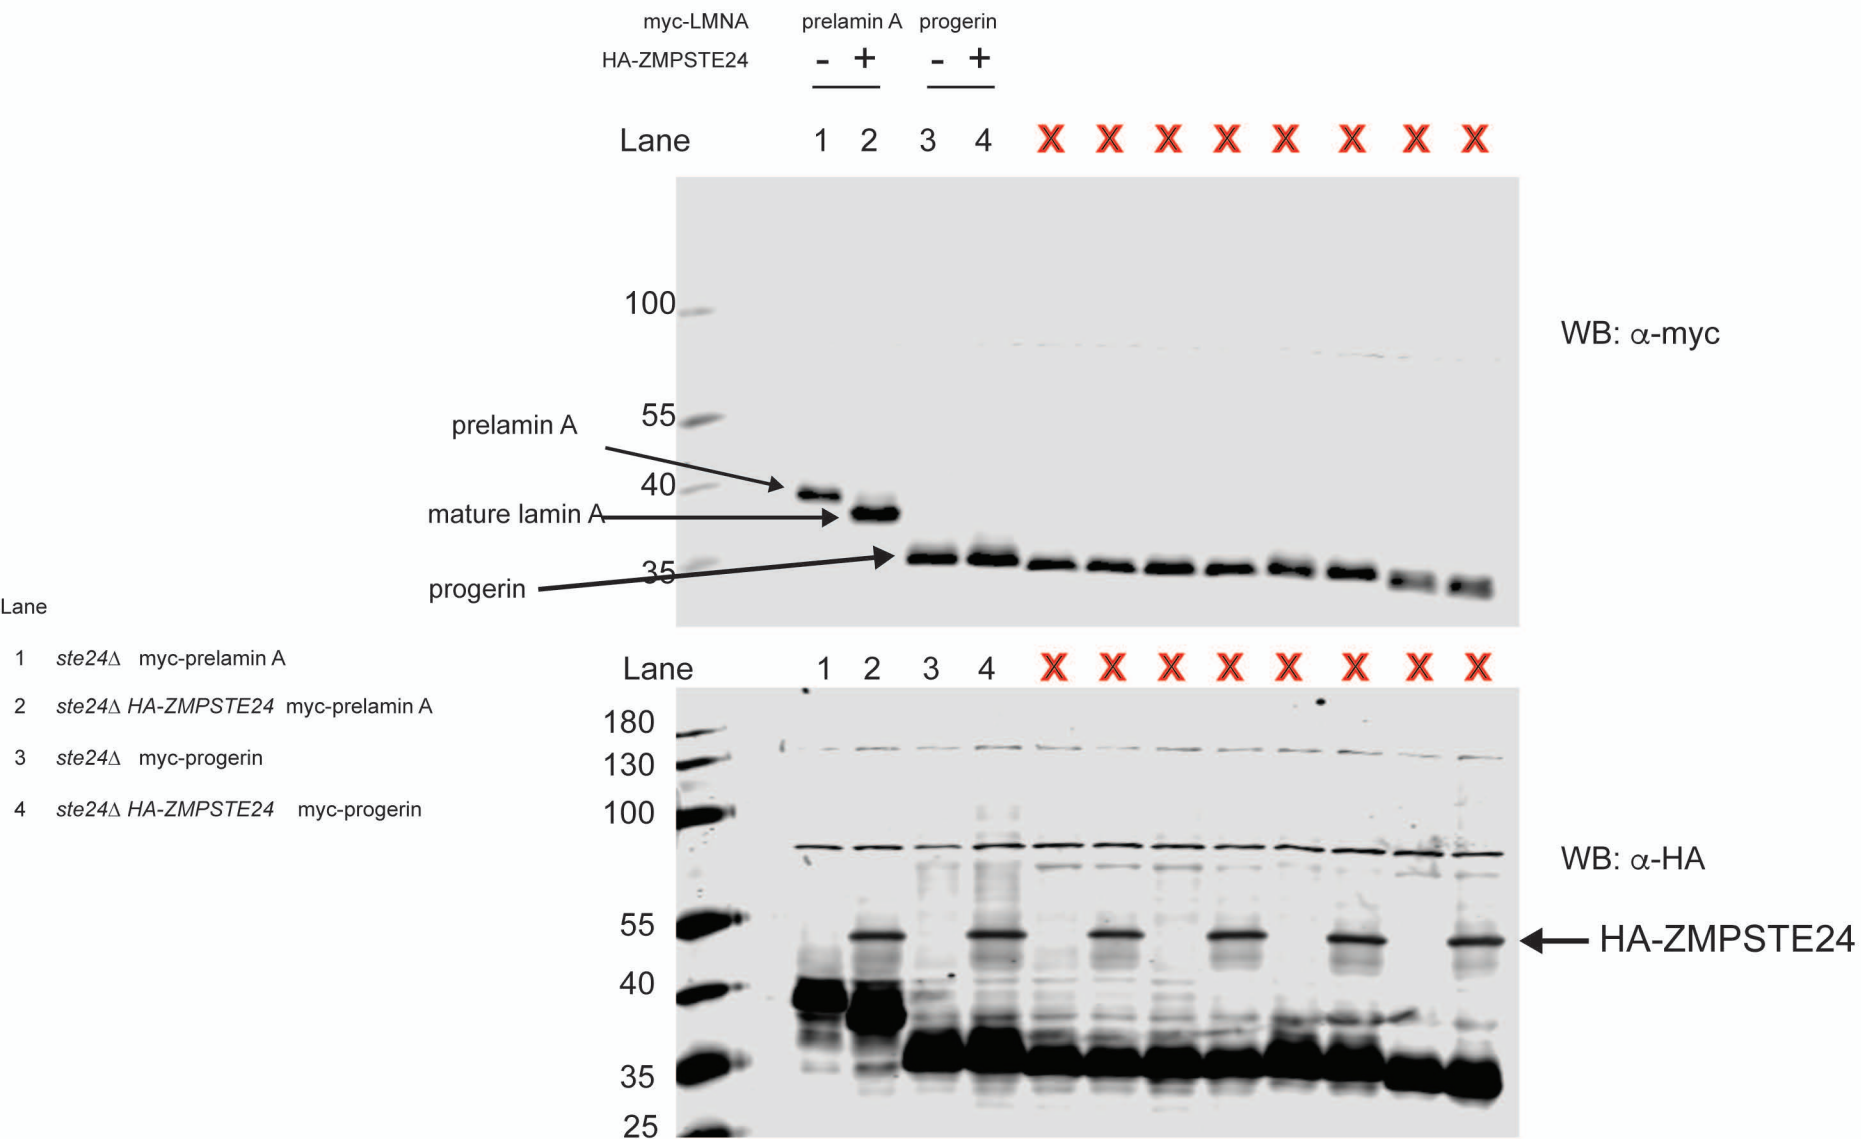 myc-LMNA prelamin A progerin
HA-ZMPSTE24 - + - +
Lane 1 2 3 4 X X X X X X X X
100
WB: α-myc
55
prelamin A
40
mature lamin A
35
progerin
Lane
1 ste24Δ myc-prelamin A
2 ste24Δ HA-ZMPSTE24 myc-prelamin A
3 ste24Δ myc-progerin
4 ste24Δ HA-ZMPSTE24 myc-progerin
Lane 1 2 3 4 X X X X X X X X
180
130
100
WB: α-HA
55
HA-ZMPSTE24
40
35
25